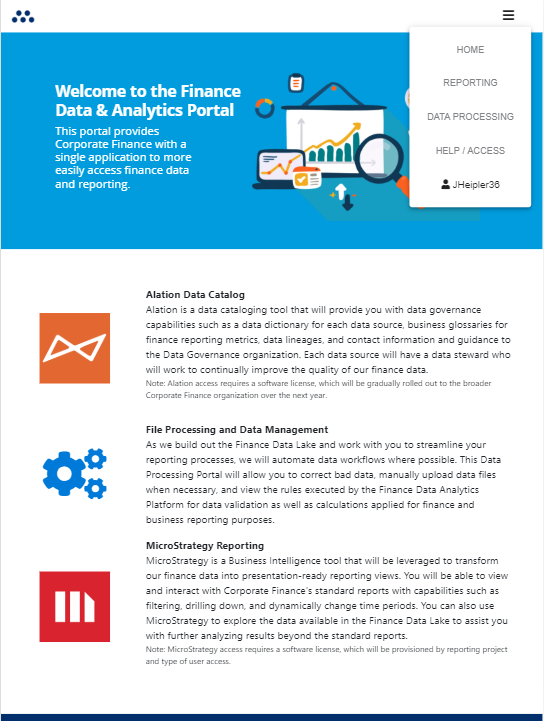 HOME
REPORTING
DATA PROCESSING
HELP / ACCESS
JHeipler36
Welcome to the Finance
Data & Analytics Portal
This portal provides
Corporate Finance with a
single application to more
easily access finance data
and reporting.
Alation Data Catalog
Alation is a data cataloging tool that will provide you with data governance
capabilities such as a data dictionary for each data source, business glossaries for
finance reporting metrics, data lineages, and contact information and guidance to
the Data Governance organization. Each data source will have a data steward who
will work to continually improve the quality of our finance data.
Note: Alation access requires a software license, which will be gradually rolled out to the broader
Corporate Finance organization over the next year.
File Processing and Data Management
As we build out the Finance Data Lake and work with you to streamline your
reporting processes, we will automate data workflows where possible. This Data
Processing Portal will allow you to correct bad data, manually upload data files
when necessary, and view the rules executed by the Finance Data Analytics
Platform for data validation as well as calculations applied for finance and
business reporting purposes.
MicroStrategy Reporting
MicroStrategy is a Business Intelligence tool that will be leveraged to transform
our finance data into presentation-ready reporting views. You will be able to view
and interact with Corporate Finance's standard reports with capabilities such as
filtering, drilling down, and dynamically change time periods. You can also use
MicroStrategy to explore the data available in the Finance Data Lake to assist you
with further analyzing results beyond the standard reports.
Note: MicroStrategy access requires a software license, which will be provisioned by reporting project
and type of user access.